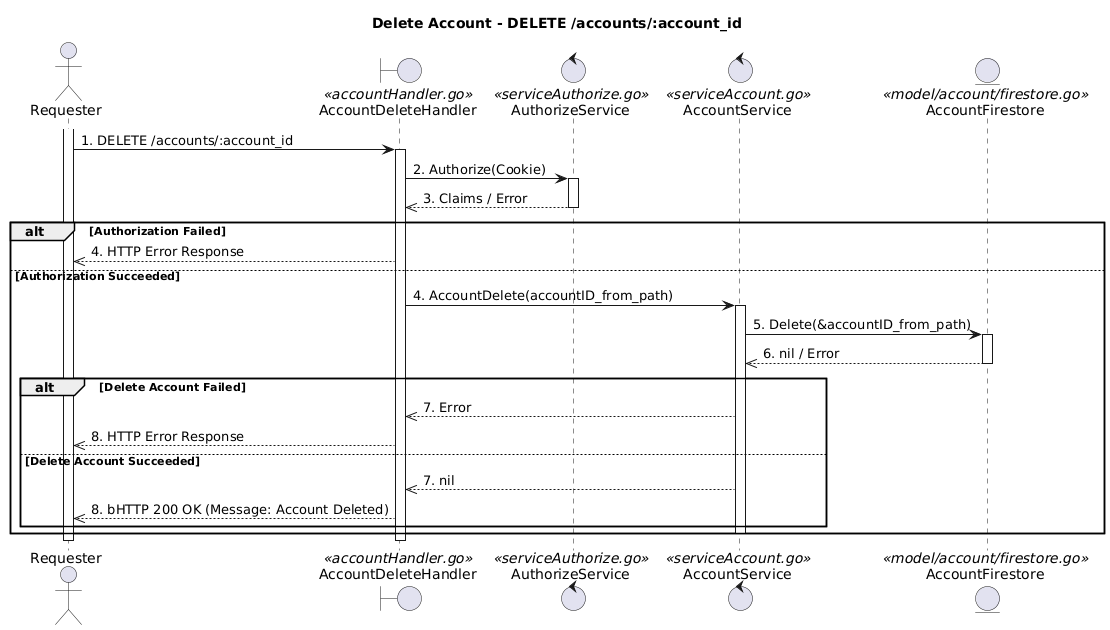 Delete Account - DELETE /accounts/:account_id
Requester
«accountHandler.go»
AccountDeleteHandler
«serviceAuthorize.go»
AuthorizeService
«serviceAccount.go»
AccountService
«model/account/firestore.go»
AccountFirestore
1. DELETE /accounts/:account_id
2. Authorize(Cookie)
3. Claims / Error
alt [Authorization Failed]
4. HTTP Error Response
[Authorization Succeeded]
4. AccountDelete(accountID_from_path)
5. Delete(&accountID_from_path)
6. nil / Error
alt [Delete Account Failed]
7. Error
8. HTTP Error Response
[Delete Account Succeeded]
7. nil
8. bHTTP 200 OK (Message: Account Deleted)
Requester
«accountHandler.go»
AccountDeleteHandler
«serviceAuthorize.go»
AuthorizeService
«serviceAccount.go»
AccountService
«model/account/firestore.go»
AccountFirestore